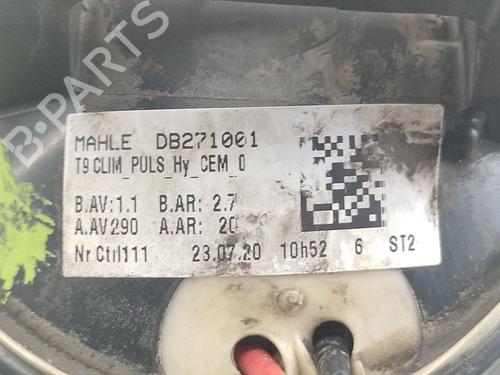 B-PARTS
MAHLE DB271001
T9 CLIM_PULS_Hy_CEM_0
B.AV:1.1 B.AR: 2.7
A.AV290 A.AR: 20
Nr Ctrl111 23.07.20 10h52 6 ST2